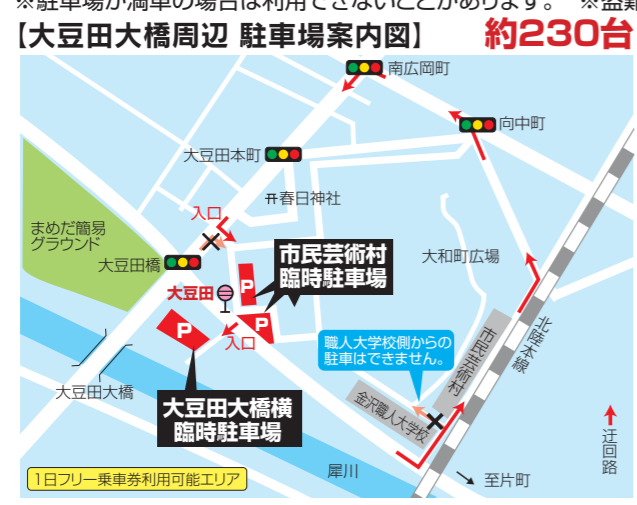 ※駐車場が満車の場合は利用できないことがあります。 ※盗難
【大豆田大橋周辺 駐車場案内図】 約230台
南広岡町
向中町
大豆田本町
春日神社
入口
まめだ簡易
グラウンド
大豆田橋
市民芸術村
臨時駐車場
大和町広場
大豆田
P
P
P
入口
職人大学校側からの
駐車はできません。
市民芸術村
北陸本線
大豆田大橋
大豆田大橋横
臨時駐車場
金沢職人大学校
迂回路
犀川
至片町
1日フリー乗車券利用可能エリア